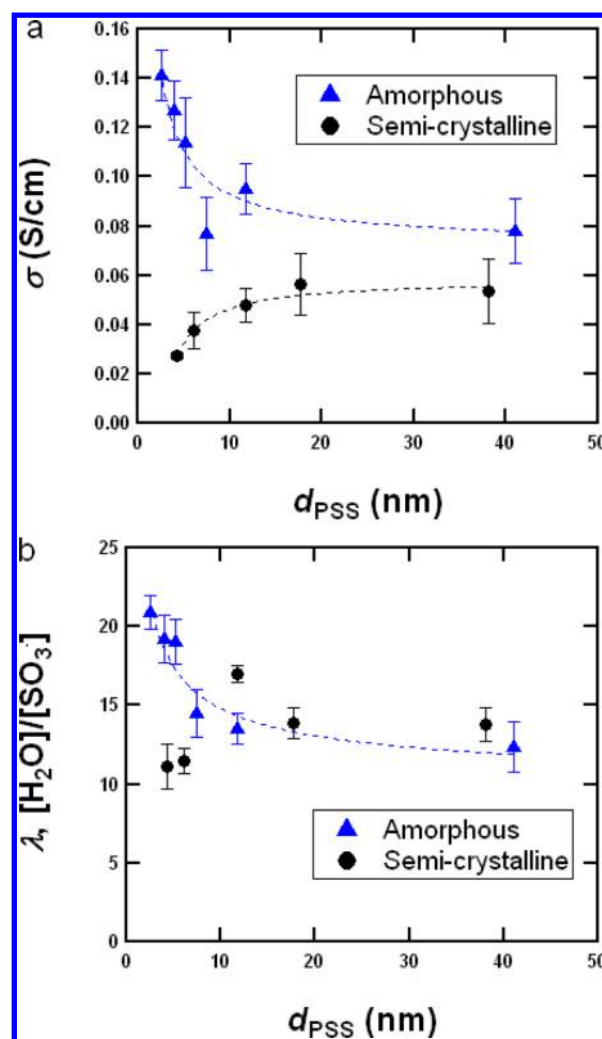 a
0.16
0.14
0.12
0.10
0.08
0.06
0.04
0.02
0.00
σ (S/cm)
Amorphous
Semi-crystalline
0 10 20 30 40 50
dPSS (nm)
b
25
20
15
10
5
0
λ, [H2O]/[SO3]
Amorphous
Semi-crystalline
0 10 20 30 40 50
dPSS (nm)